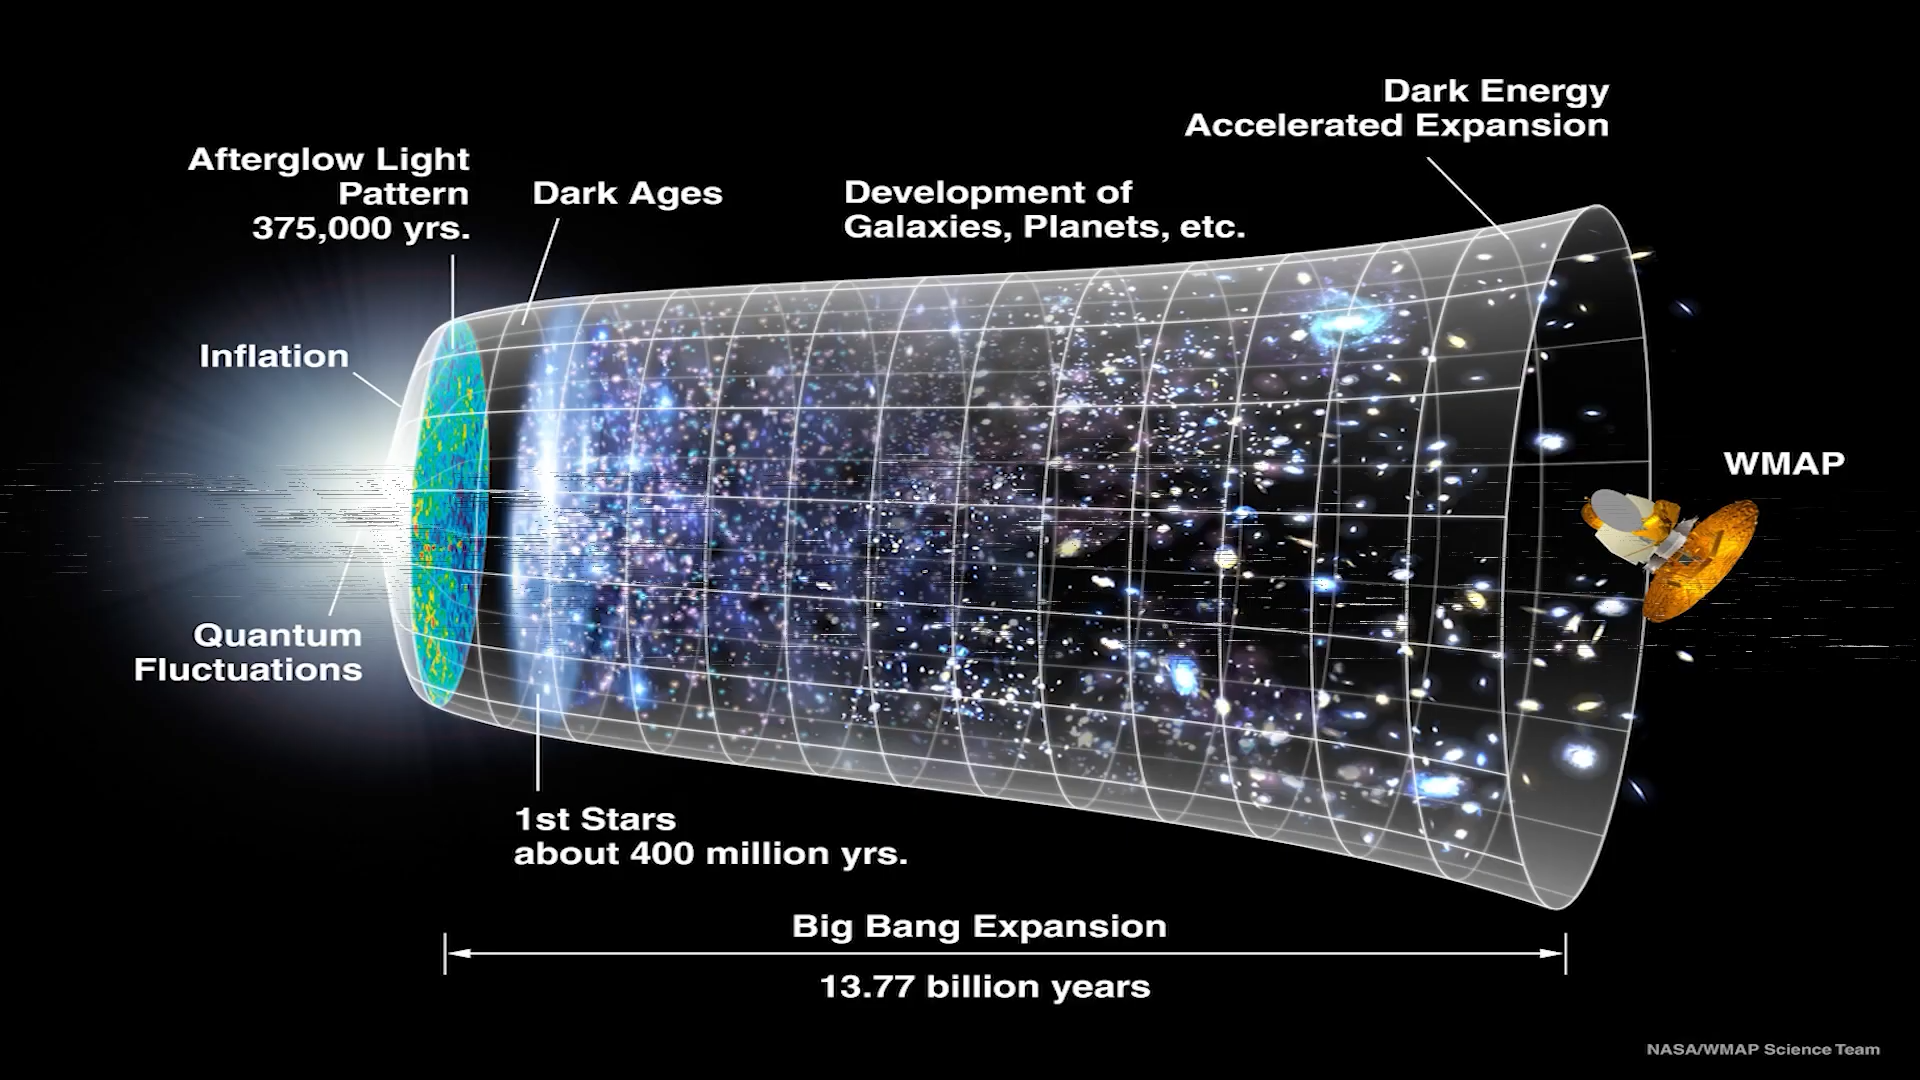 Dark Energy
Accelerated Expansion
Afterglow Light
Pattern
375,000 yrs.
Dark Ages
Development of
Galaxies, Planets, etc.
Inflation
WMAP
Quantum
Fluctuations
1st Stars
about 400 million yrs.
Big Bang Expansion
13.77 billion years
NASA/WMAP Science Team